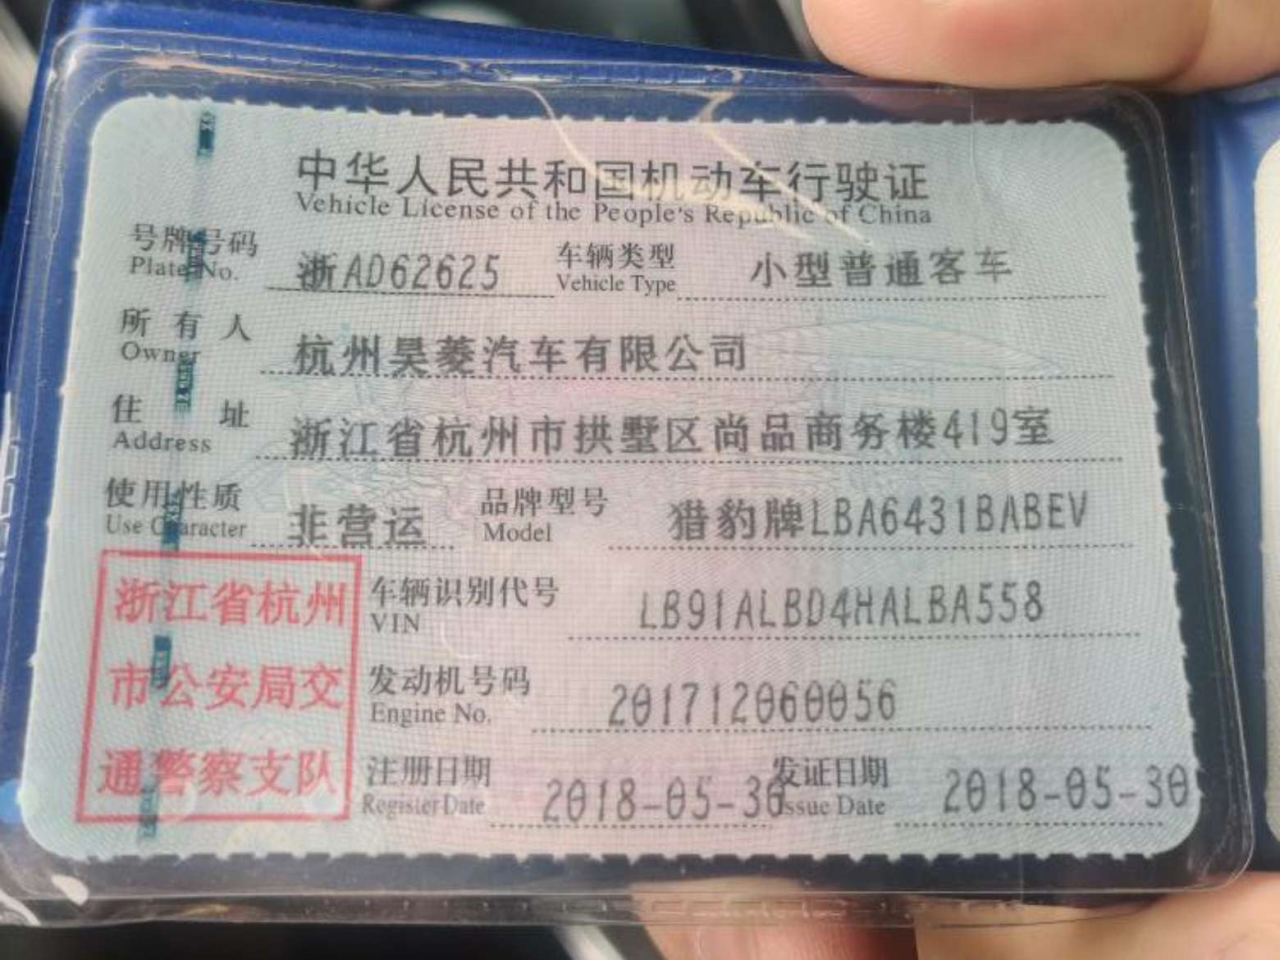 中华人民共和国机动车行驶证
Vehicle License of the People's Republic of China
号牌号码 浙AD62625 车辆类型 小型普通客车
Plate No. Vehicle Type
所有人 杭州昊菱汽车有限公司
Owner
住址 浙江省杭州市拱墅区尚品商务楼419室
Address
使用性质 非营运 品牌型号 猎豹牌LBA6431BABEV
Use Character Model
车辆识别代号 LB91ALBD4HALBA558
VIN
发动机号码 201712060056
Engine No.
注册日期 2018-05-30 发证日期 2018-05-30
Register Date Issue Date
浙江省杭州
市公安局交
通警察支队